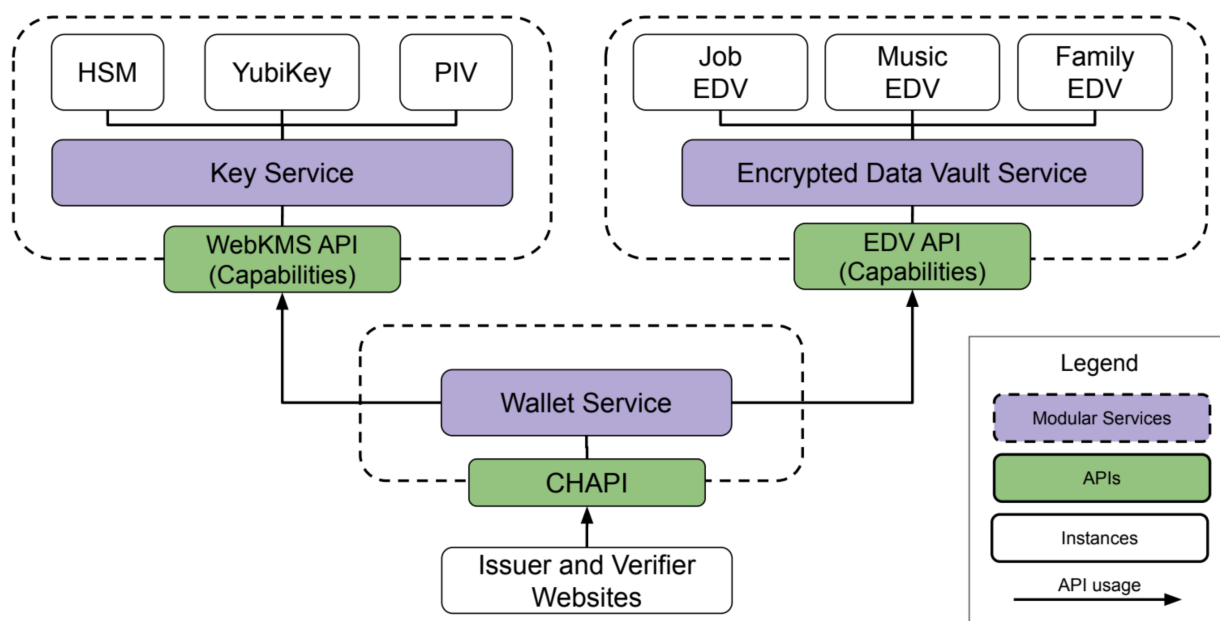 HSM
YubiKey
PIV
Key Service
WebKMS API
(Capabilities)
Job
EDV
Music
EDV
Family
EDV
Encrypted Data Vault Service
EDV API
(Capabilities)
Wallet Service
CHAPI
Issuer and Verifier
Websites
Legend
Modular Services
APIs
Instances
API usage